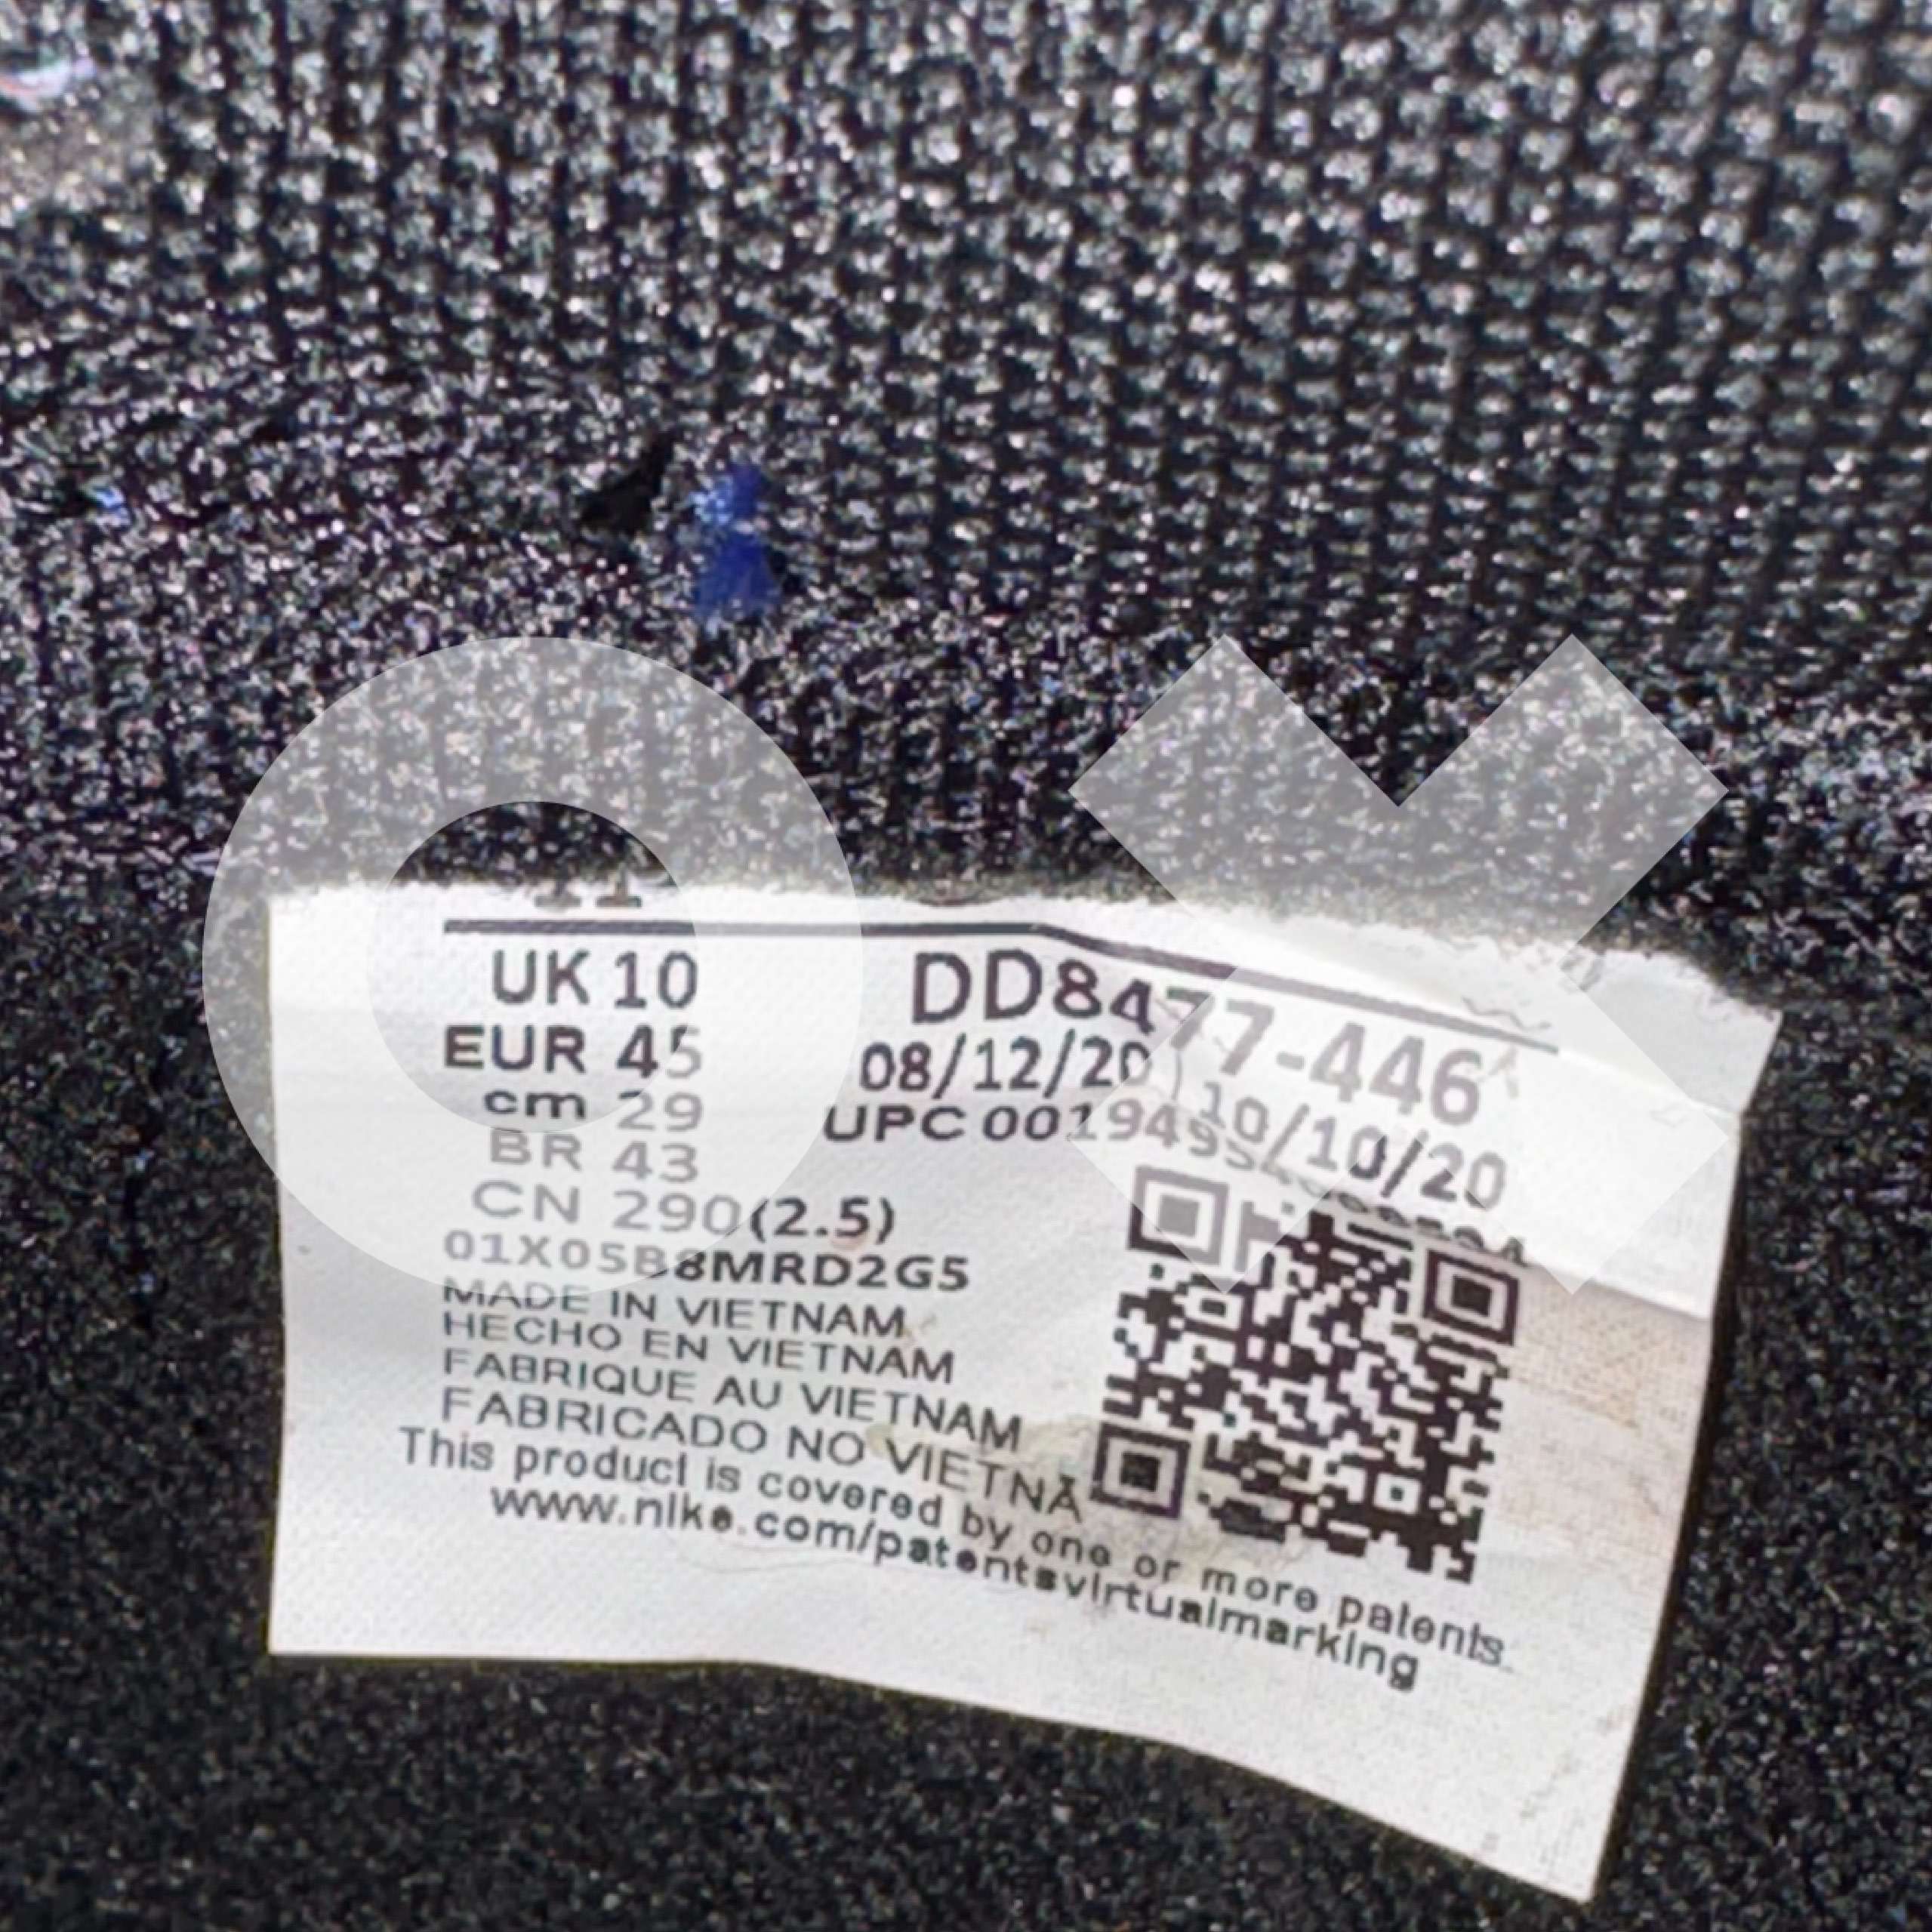 11
UK 10
EUR 45
cm 29
BR 43
CN 290(2.5)
01X05B8MRD2G5
MADE IN VIETNAM
HECHO EN VIETNAM
FABRIQUE AU VIETNAM
FABRICADO NO VIETNÃ
DD8477-446
08/12/20 10/10/20
UPC
This product is covered by one or more patents.
www.nike.com/patentsvirtualmarking